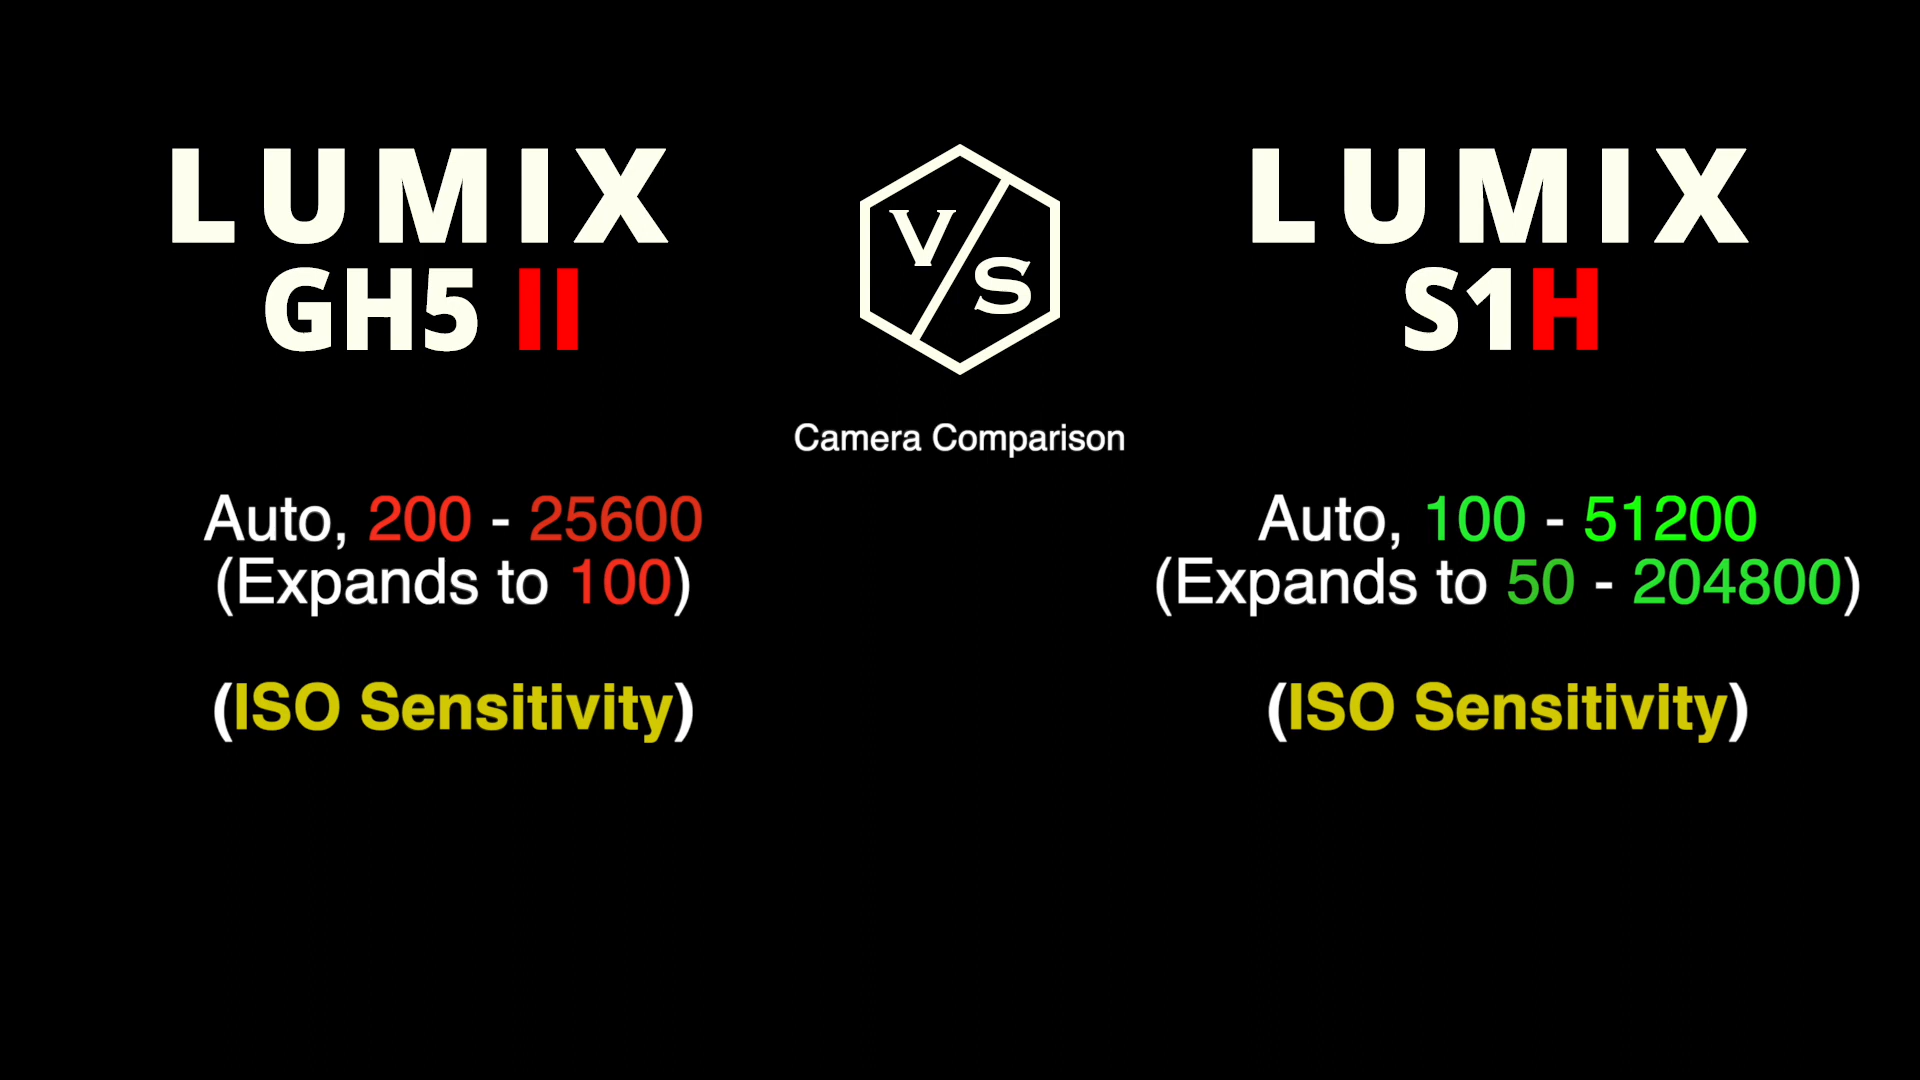 LUMIX
GH5 II
VS
LUMIX
S1H
Camera Comparison
Auto, 200 - 25600
(Expands to 100)
(ISO Sensitivity)
Auto, 100 - 51200
(Expands to 50 - 204800)
(ISO Sensitivity)